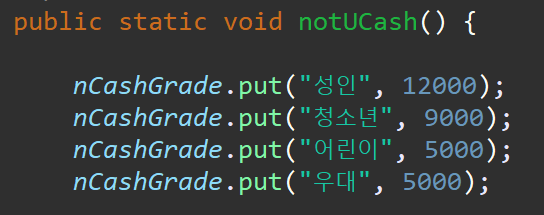 public static void notUCash() {
nCashGrade.put("성인", 12000);
nCashGrade.put("청소년", 9000);
nCashGrade.put("어린이", 5000);
nCashGrade.put("우대", 5000);